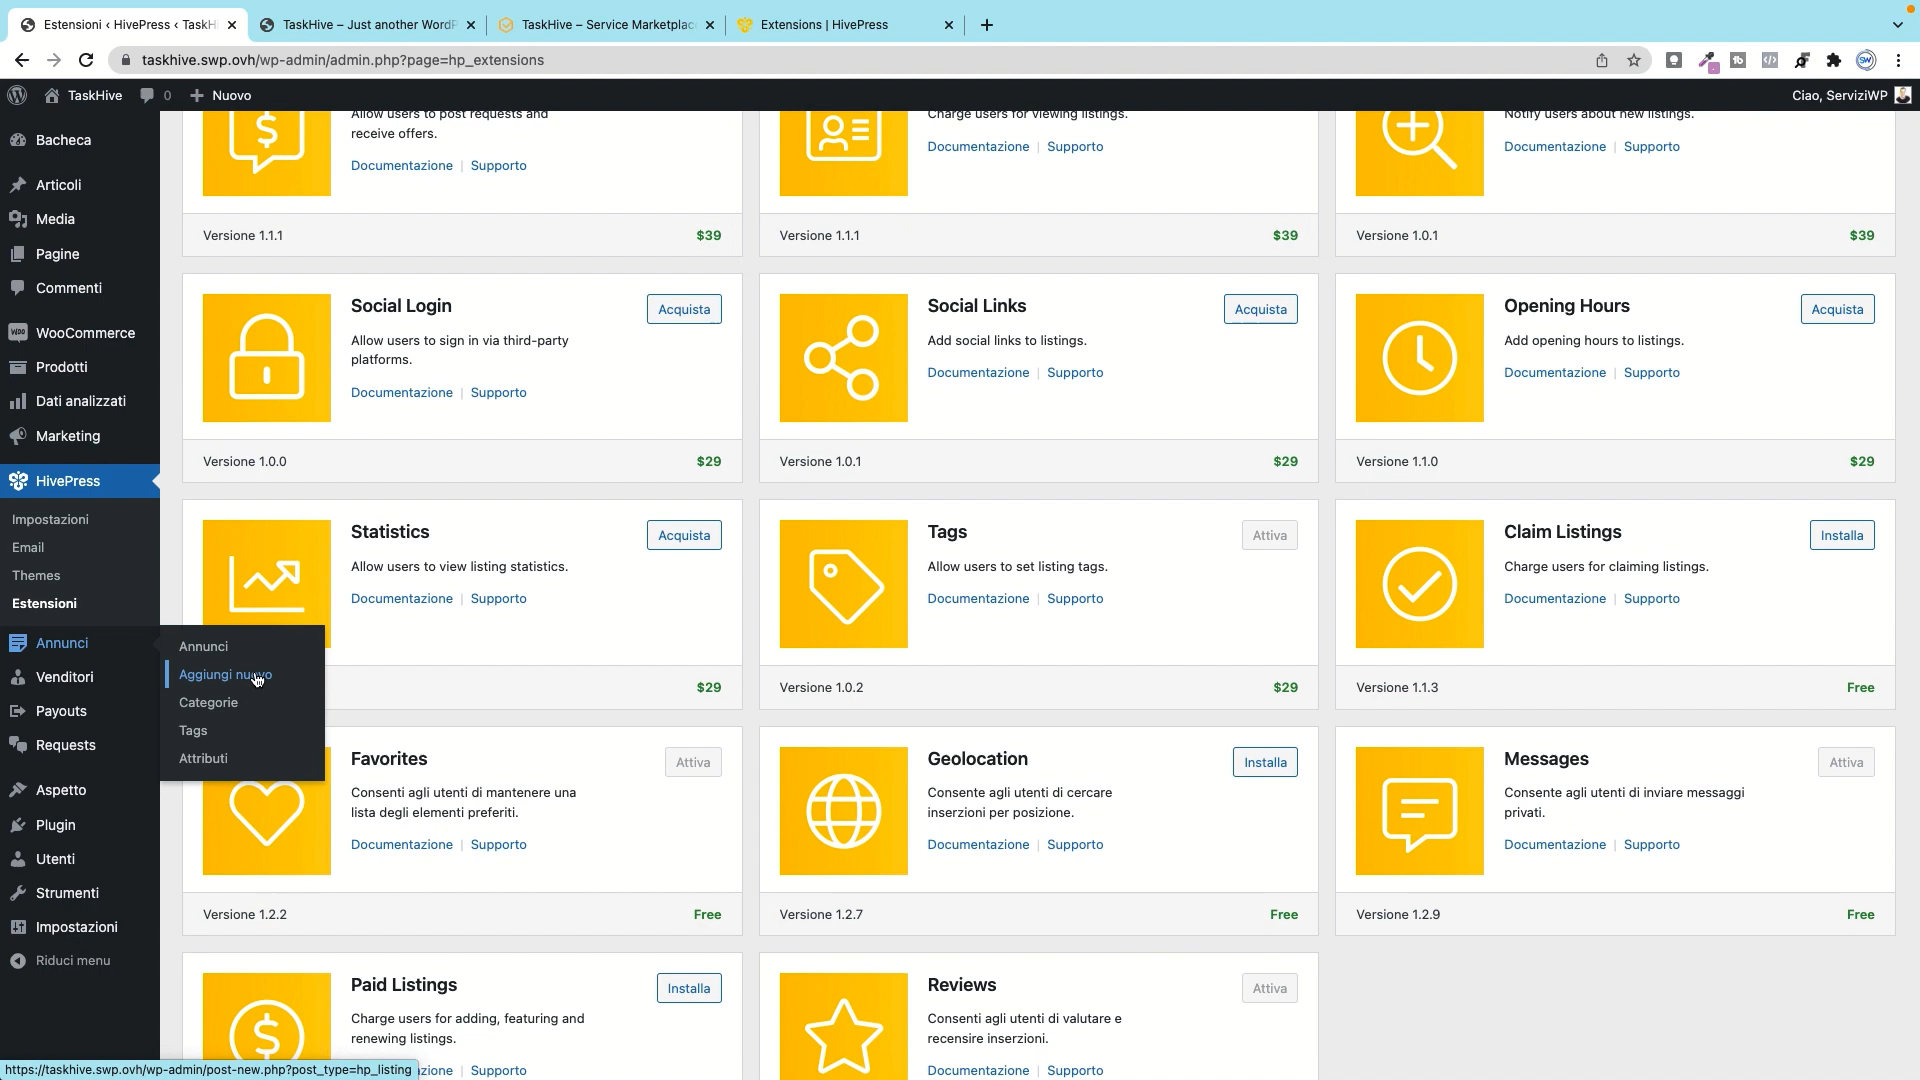 Estensioni ‹ HivePress ‹ TaskH
TaskHive – Just another WordP
TaskHive – Service Marketplac
Extensions | HivePress
taskhive.swp.ovh/wp-admin/admin.php?page=hp_extensions
TaskHive
0
Nuovo
Ciao, ServiziWP
Bacheca
Articoli
Media
Pagine
Commenti
WooCommerce
Prodotti
Dati analizzati
Marketing
HivePress
Impostazioni
Email
Themes
Estensioni
Annunci
Venditori
Payouts
Requests
Aspetto
Plugin
Utenti
Strumenti
Impostazioni
Riduci menu
Annunci
Aggiungi nuovo
Categorie
Tags
Attributi
Allow users to post requests and
receive offers.
Documentazione | Supporto
Versione 1.1.1
$39
Charge users for viewing listings.
Documentazione | Supporto
Versione 1.1.1
$39
Notify users about new listings.
Documentazione | Supporto
Versione 1.0.1
$39
Social Login
Acquista
Allow users to sign in via third-party
platforms.
Documentazione | Supporto
Versione 1.0.0
$29
Social Links
Acquista
Add social links to listings.
Documentazione | Supporto
Versione 1.0.1
$29
Opening Hours
Acquista
Add opening hours to listings.
Documentazione | Supporto
Versione 1.1.0
$29
Statistics
Acquista
Allow users to view listing statistics.
Documentazione | Supporto
$29
Tags
Attiva
Allow users to set listing tags.
Documentazione | Supporto
Versione 1.0.2
$29
Claim Listings
Installa
Charge users for claiming listings.
Documentazione | Supporto
Versione 1.1.3
Free
Favorites
Attiva
Consenti agli utenti di mantenere una
lista degli elementi preferiti.
Documentazione | Supporto
Versione 1.2.2
Free
Geolocation
Installa
Consente agli utenti di cercare
inserzioni per posizione.
Documentazione | Supporto
Versione 1.2.7
Free
Messages
Attiva
Consente agli utenti di inviare messaggi
privati.
Documentazione | Supporto
Versione 1.2.9
Free
Paid Listings
Installa
Charge users for adding, featuring and
renewing listings.
zione | Supporto
Reviews
Attiva
Consenti agli utenti di valutare e
recensire inserzioni.
Documentazione | Supporto
https://taskhive.swp.ovh/wp-admin/post-new.php?post_type=hp_listing